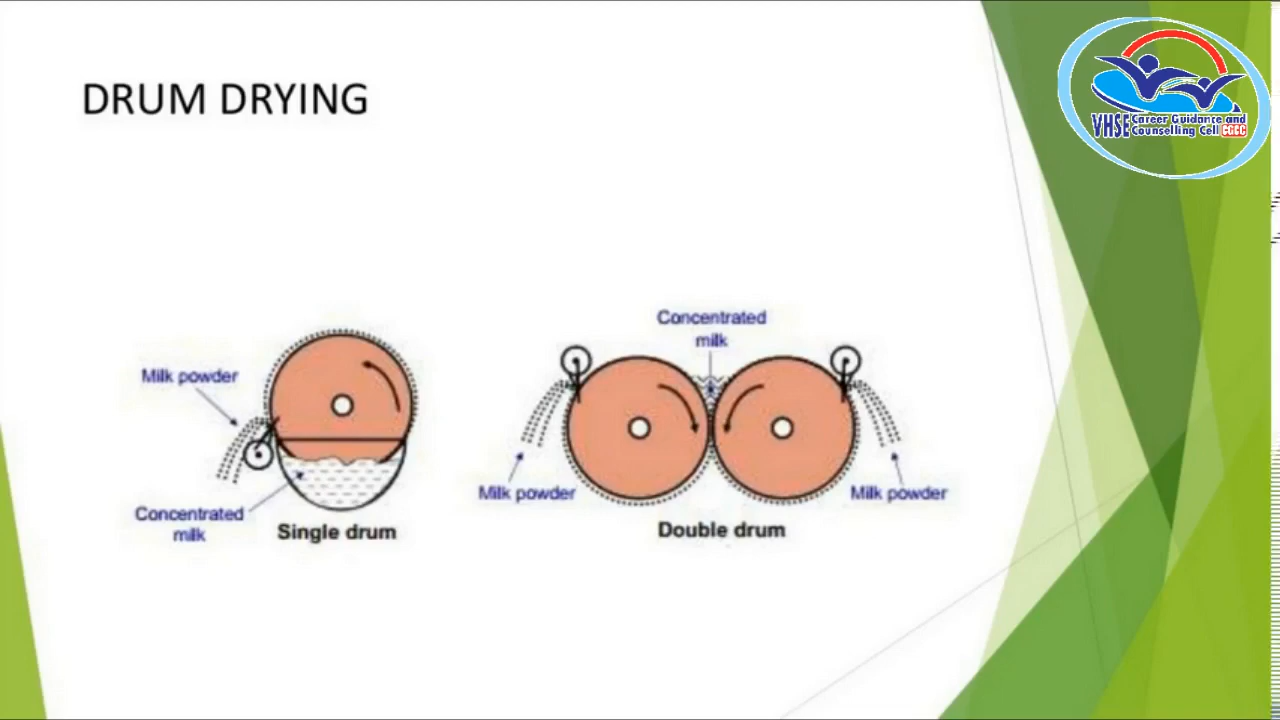 DRUM DRYING
VHSE Career Guidance and
Counselling Cell CGCC
Milk powder
Concentrated
milk
Single drum
Concentrated
milk
Milk powder
Milk powder
Double drum